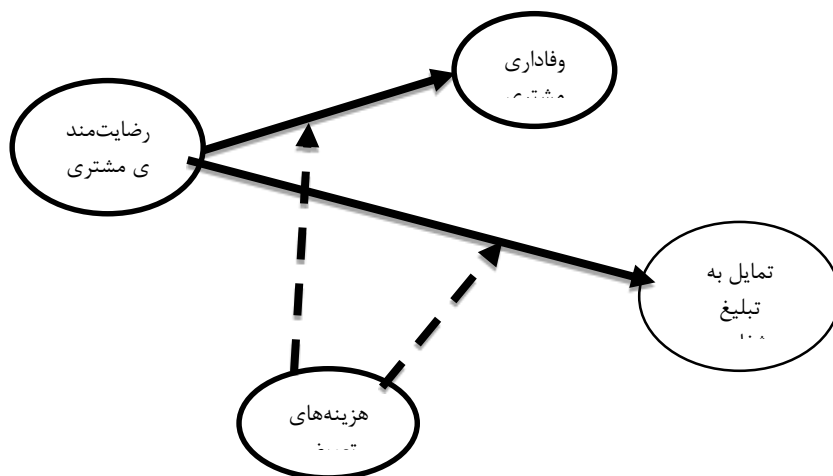 وفاداری
رضایت‌مند
ی مشتری
تمایل به
تبلیغ
هزینه‌های